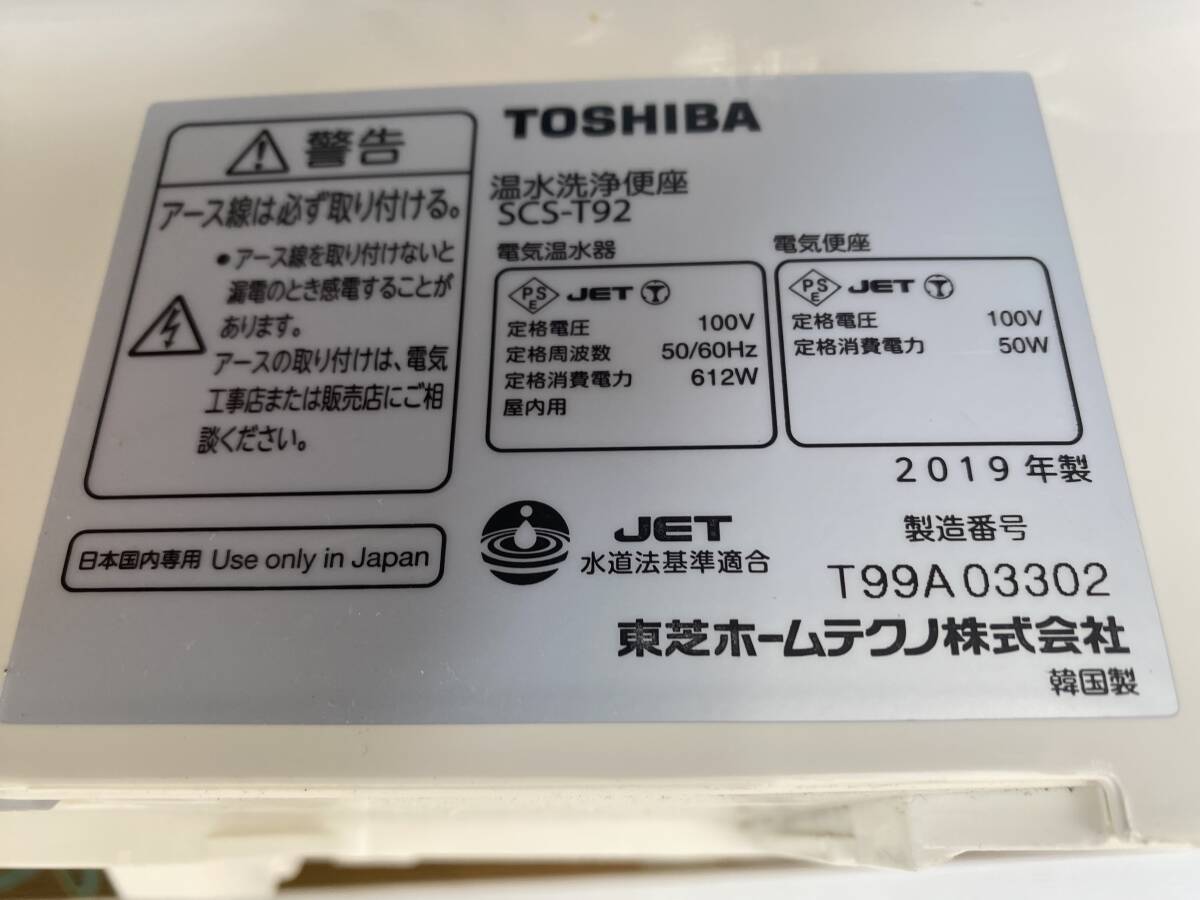 警告
アース線は必ず取り付ける。
●アース線を取り付けないと
漏電のとき感電することが
あります。
アースの取り付けは、電気
工事店または販売店にご相
談ください。
日本国内専用 Use only in Japan
TOSHIBA
温水洗浄便座
SCS-T92
電気温水器
PSE JET T
定格電圧 100V
定格周波数 50/60Hz
定格消費電力 612W
屋内用
電気便座
PSE JET T
定格電圧 100V
定格消費電力 50W
2019年製
JET
水道法基準適合
製造番号
T99A03302
東芝ホームテクノ株式会社
韓国製